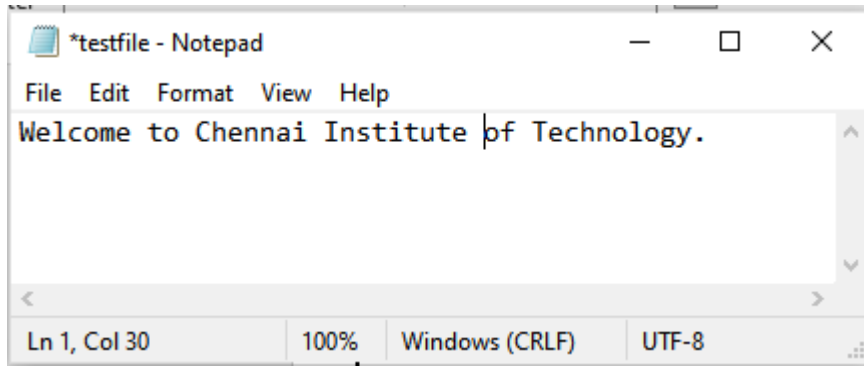 *testfile - Notepad
File Edit Format View Help
Welcome to Chennai Institute of Technology.
Ln 1, Col 30 100% Windows (CRLF) UTF-8